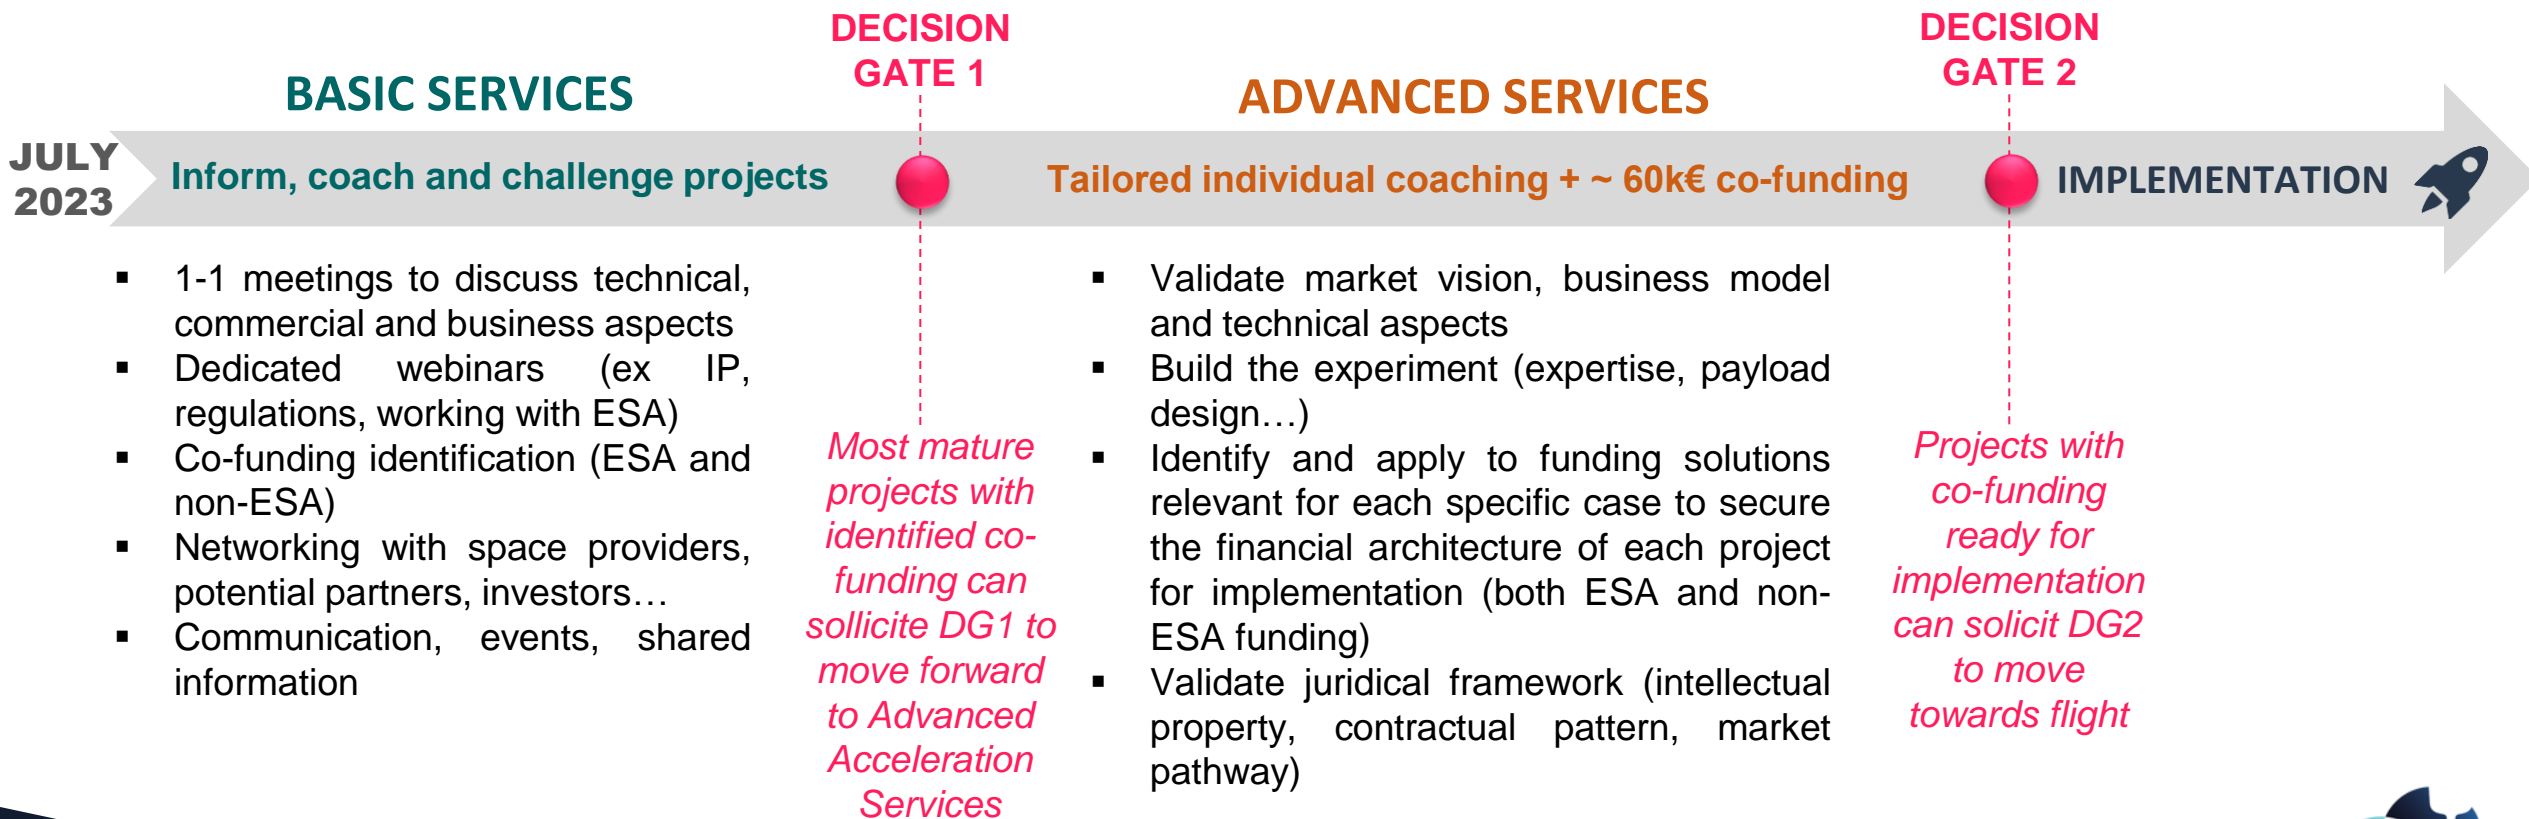 DECISION
GATE 1
DECISION
GATE 2
BASIC SERVICES
ADVANCED SERVICES
JULY
2023
Inform, coach and challenge projects
Tailored individual coaching + ~ 60k€ co-funding
IMPLEMENTATION
▪ 1-1 meetings to discuss technical,
commercial and business aspects
▪ Dedicated webinars (ex IP,
regulations, working with ESA)
▪ Co-funding identification (ESA and
non-ESA)
▪ Networking with space providers,
potential partners, investors…
▪ Communication, events, shared
information
Most mature
projects with
identified co-
funding can
sollicite DG1 to
move forward
to Advanced
Acceleration
Services
▪ Validate market vision, business model
and technical aspects
▪ Build the experiment (expertise, payload
design…)
▪ Identify and apply to funding solutions
relevant for each specific case to secure
the financial architecture of each project
for implementation (both ESA and non-
ESA funding)
▪ Validate juridical framework (intellectual
property, contractual pattern, market
pathway)
Projects with
co-funding
ready for
implementation
can solicit DG2
to move
towards flight